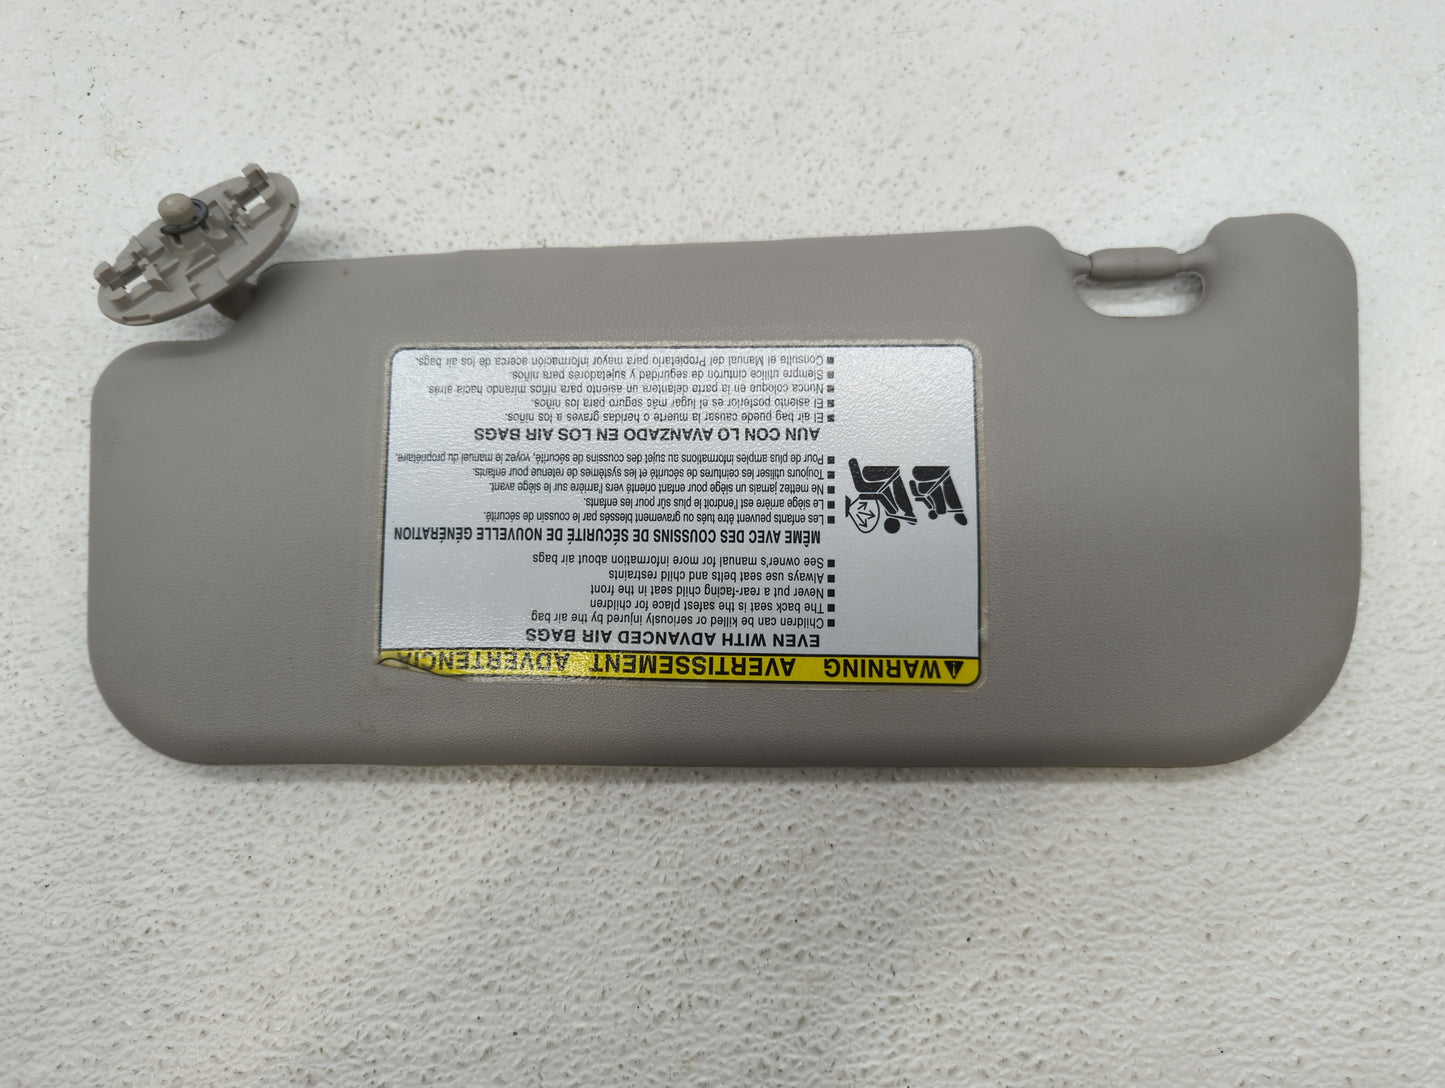 WARNING AVERTISSEMENT ADVERTENCIA
EVEN WITH ADVANCED AIR BAGS
■ Children can be killed or seriously injured by the air bag
■ The back seat is the safest place for children
■ Never put a rear-facing child seat in the front
■ Always use seat belts and child restraints
■ See owner's manual for more information about air bags
MÊME AVEC DES COUSSINS DE SÉCURITÉ DE NOUVELLE GÉNÉRATION
■ Les enfants peuvent être tués ou gravement blessés par le coussin de sécurité.
■ Le siège arrière est l'endroit le plus sûr pour les enfants.
■ Ne mettez jamais un siège pour enfant orienté vers l'arrière sur le siège avant.
■ Toujours utiliser les ceintures de sécurité et les systèmes de retenue pour enfants.
■ Pour de plus amples informations au sujet des coussins de sécurité, voyez le manuel du propriétaire.
AUN CON LO AVANZADO EN LOS AIR BAGS
■ El air bag puede causar la muerte o heridas graves a los niños.
■ El asiento posterior es el lugar más seguro para los niños.
■ Nunca coloque en la parte delantera un asiento para niños mirando hacia atrás.
■ Siempre utilice cinturón de seguridad y sujetadores para niños.
■ Consulte el Manual del Propietario para mayor información acerca de los air bags.